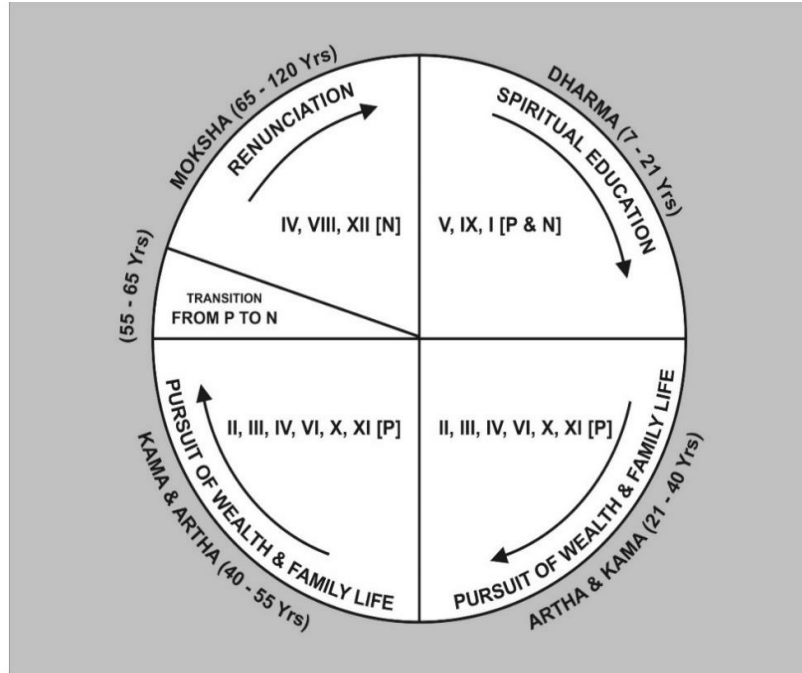 MOKSHA (65 - 120 Yrs)
RENUNCIATION
IV, VIII, XII [N]
DHARMA (7 - 21 Yrs)
SPIRITUAL EDUCATION
V, IX, I [P & N]
(55 - 65 Yrs)
TRANSITION
FROM P TO N
II, III, IV, VI, X, XI [P]
PURSUIT OF WEALTH & FAMILY LIFE
KAMA & ARTHA (40 - 55 Yrs)
II, III, IV, VI, X, XI [P]
PURSUIT OF WEALTH & FAMILY LIFE
ARTHA & KAMA (21 - 40 Yrs)